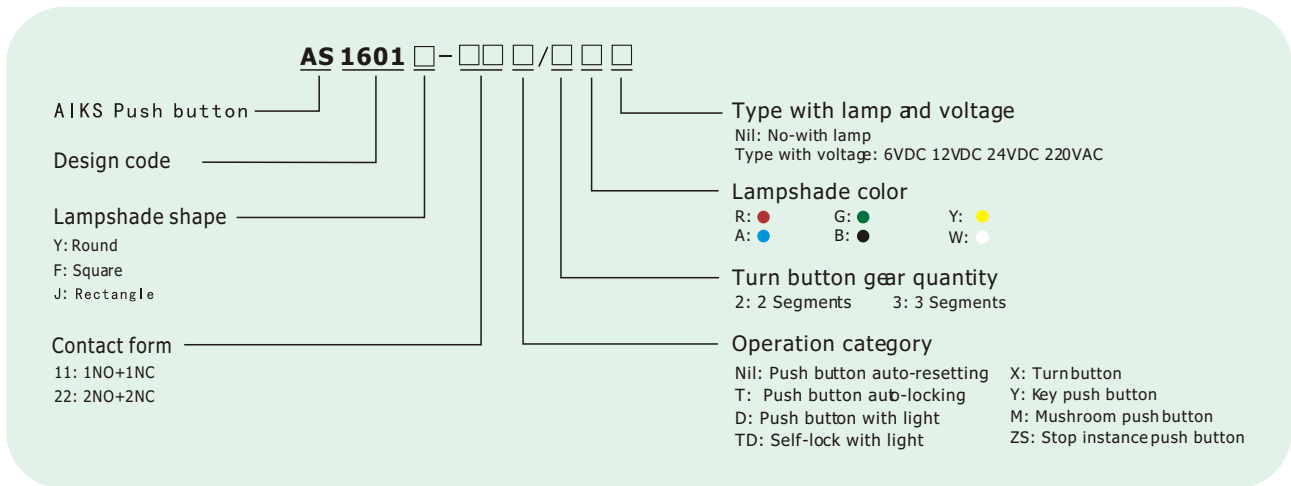 AS 1601 □-□□ □/□ □ □
AIKS Push button
Design code
Lampshade shape
Y: Round
F: Square
J: Rectangle
Contact form
11: 1NO+1NC
22: 2NO+2NC
Type with lamp and voltage
Nil: No-with lamp
Type with voltage: 6VDC 12VDC 24VDC 220VAC
Lampshade color
R: G: Y:
A: B: W:
Turn button gear quantity
2: 2 Segments 3: 3 Segments
Operation category
Nil: Push button auto-resetting X: Turn button
T: Push button auto-locking Y: Key push button
D: Push button with light M: Mushroom push button
TD: Self-lock with light ZS: Stop instance push button